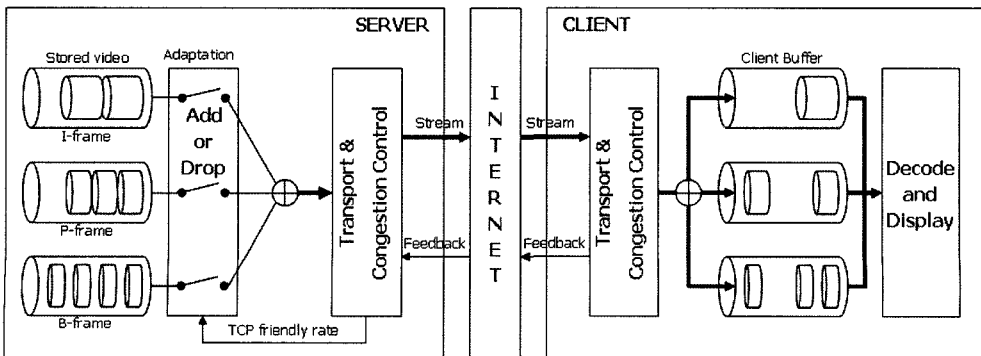 SERVER
Stored video
Adaptation
I-frame
P-frame
B-frame
Add
or
Drop
Transport &
Congestion Control
TCP friendly rate
Stream
Feedback
INTERNET
CLIENT
Stream
Feedback
Transport &
Congestion Control
Client Buffer
Decode
and
Display